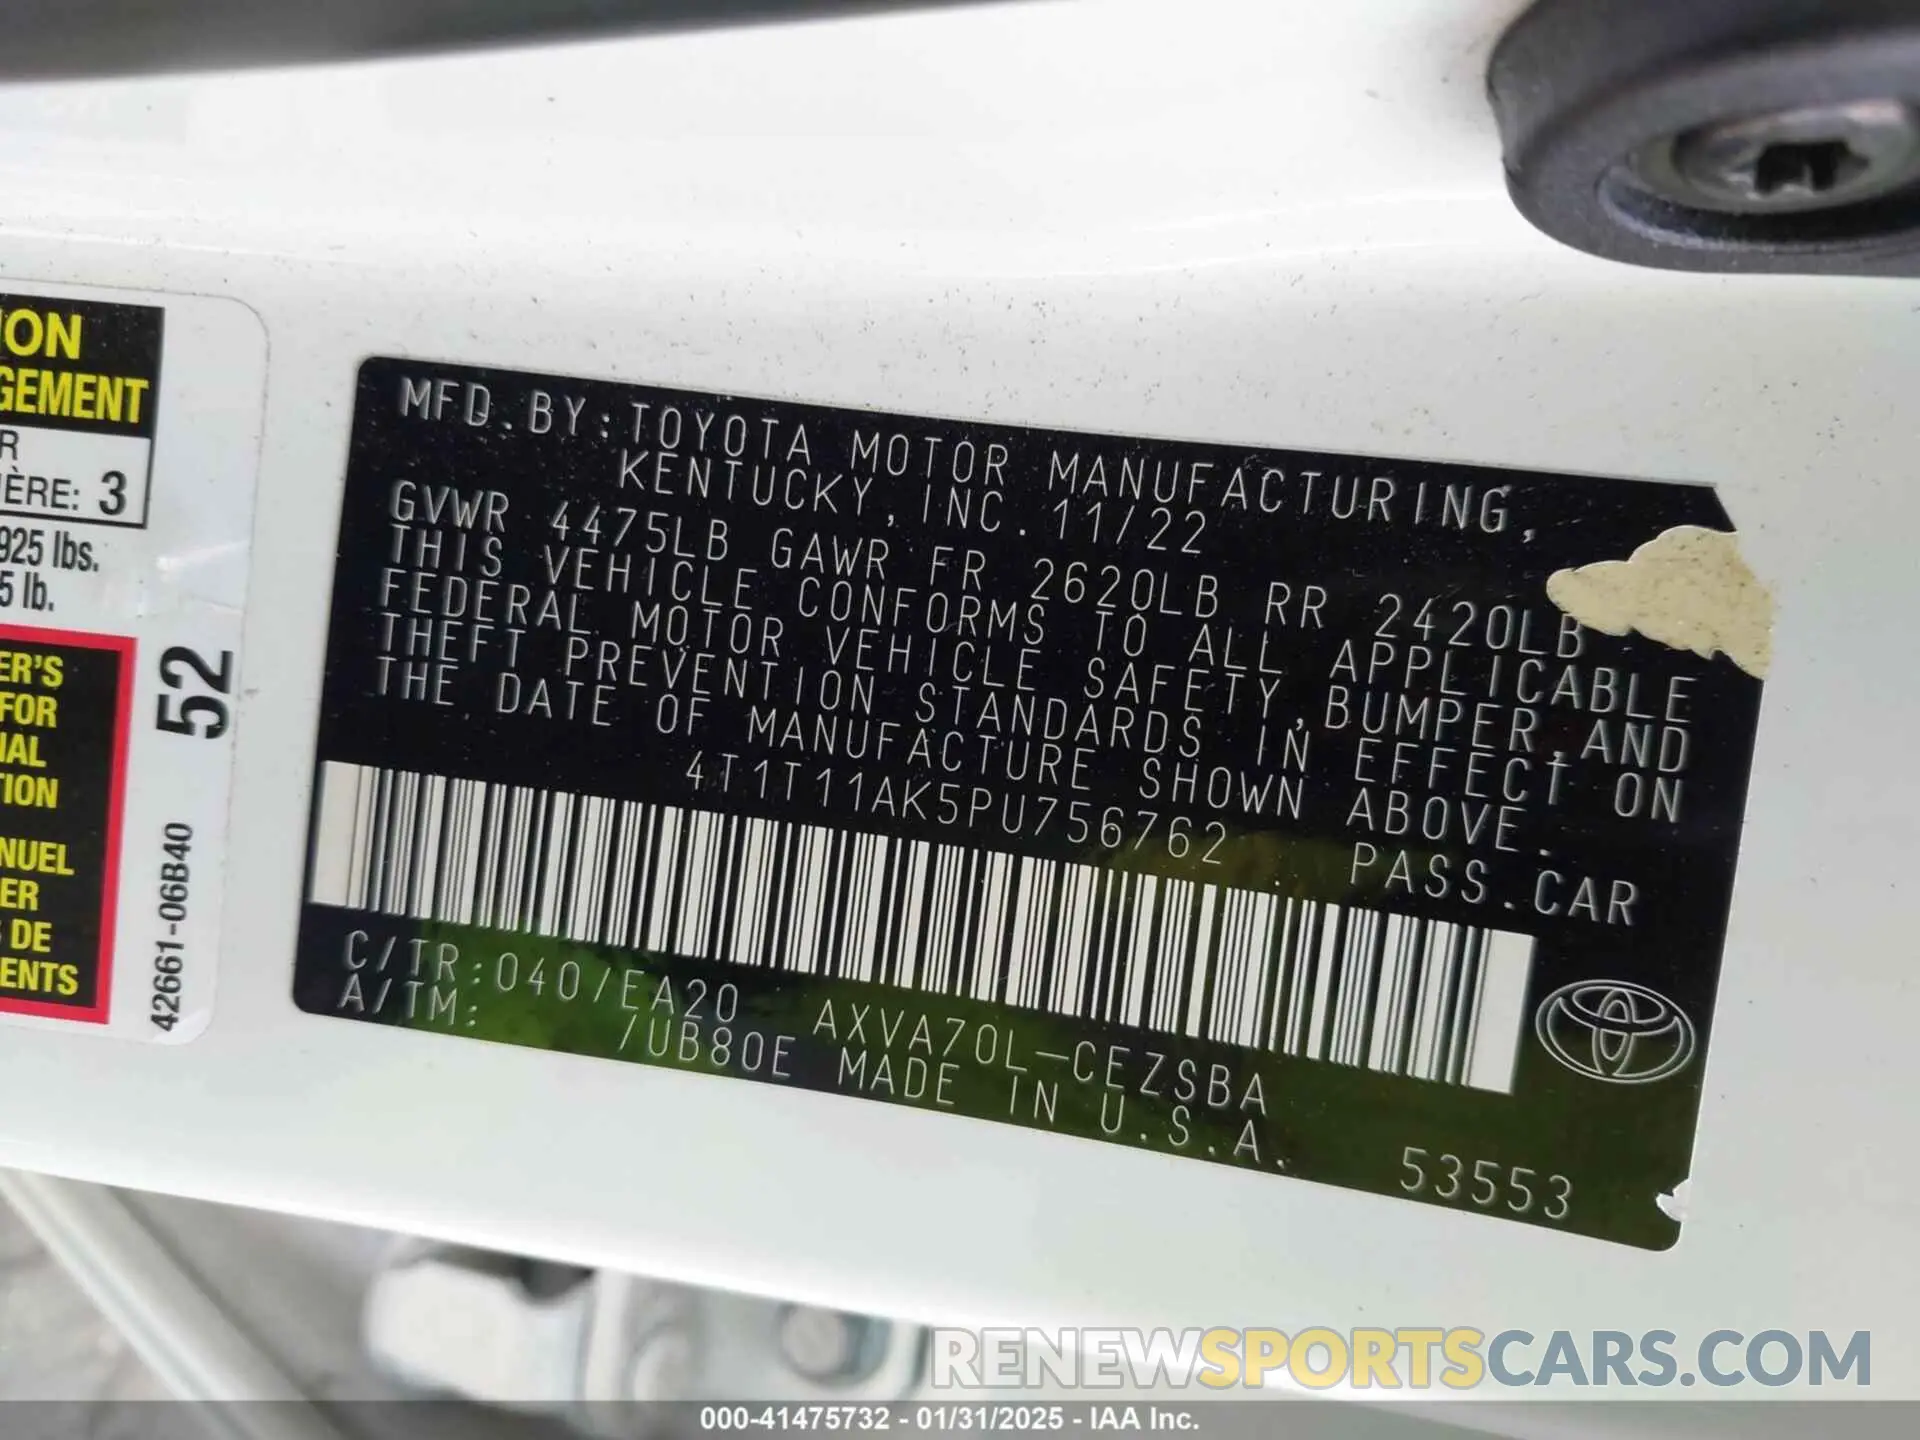 ION
GEMENT
R
IÈRE: 3
925 lbs.
5 lb.
ER'S
FOR
NAL
TION
NUEL
ER
S DE
ENTS
42661-06B40 52
MFD.BY:TOYOTA MOTOR MANUFACTURING,
KENTUCKY,INC.11/22
GVWR 4475LB GAWR FR 2620LB RR 2420LB
THIS VEHICLE CONFORMS TO ALL APPLICABLE
FEDERAL MOTOR VEHICLE SAFETY,BUMPER,AND
THEFT PREVENTION STANDARDS IN EFFECT ON
THE DATE OF MANUFACTURE SHOWN ABOVE.
4T1T11AK5PU756762 PASS.CAR
C/TR:040/EA20 AXVA70L-CEZSBA
A/TM: /UB80E MADE IN U.S.A.
53553
RENEWSPORTSCARS.COM
000-41475732 - 01/31/2025 - IAA Inc.